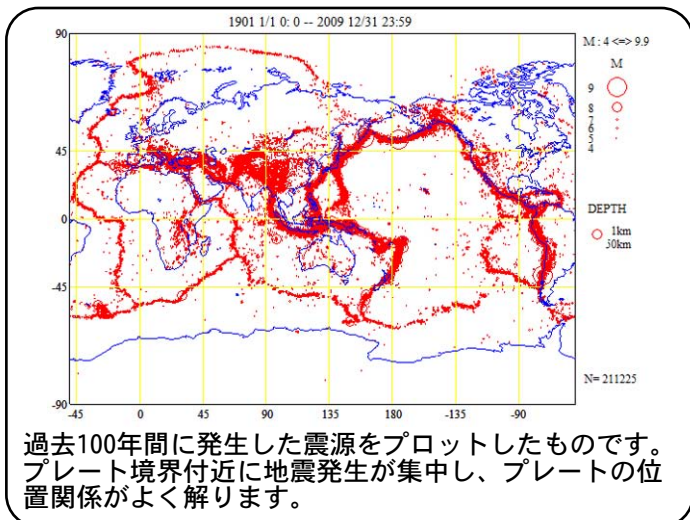 1901 1/1 0: 0 -- 2009 12/31 23:59
90
45
0
-45
-90
-45 0 45 90 135 180 -135 -90
M : 4 <=> 9.9
M
9
8
7
6
5
4
DEPTH
1km
50km
N= 211225
過去100年間に発生した震源をプロットしたものです。
プレート境界付近に地震発生が集中し、プレートの位
置関係がよく解ります。